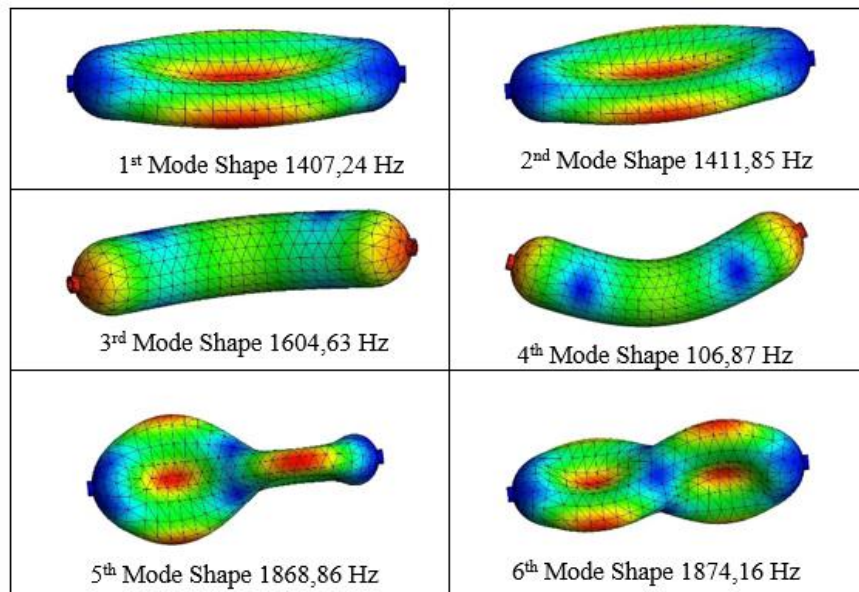 1st Mode Shape 1407,24 Hz
2nd Mode Shape 1411,85 Hz
3rd Mode Shape 1604,63 Hz
4th Mode Shape 106,87 Hz
5th Mode Shape 1868,86 Hz
6th Mode Shape 1874,16 Hz